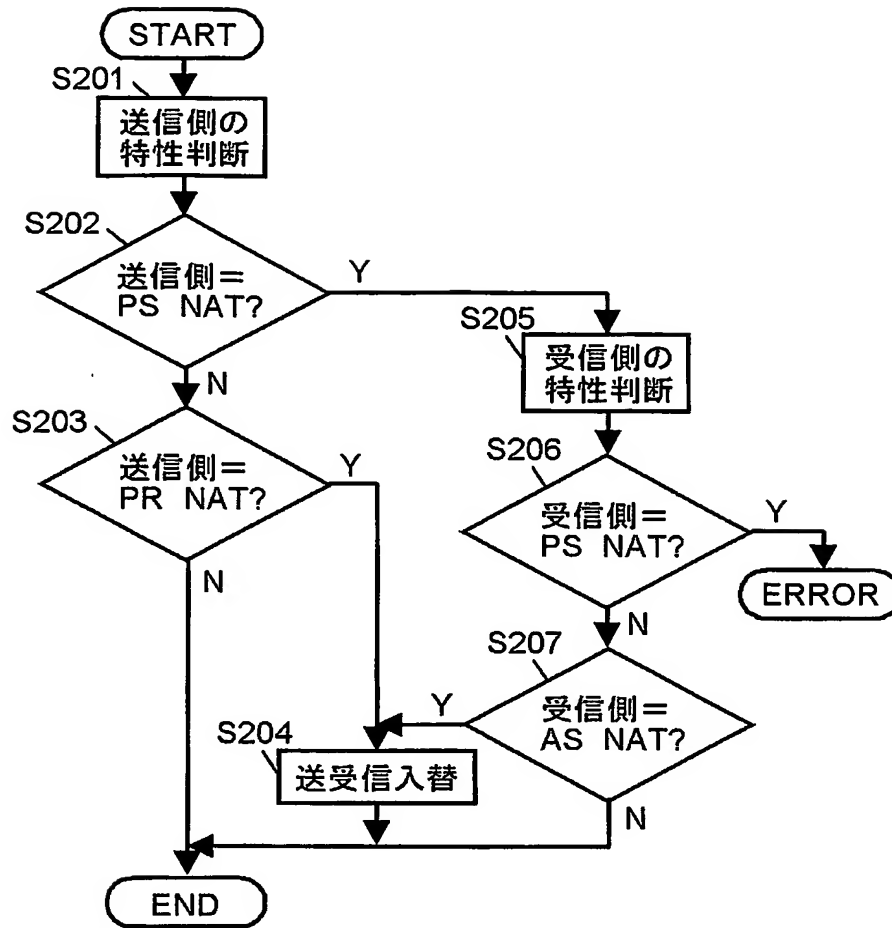 START
S201
送信側の
特性判断
S202
送信側=
PS NAT?
Y
N
S203
送信側=
PR NAT?
Y
N
S205
受信側の
特性判断
S206
受信側=
PS NAT?
Y
ERROR
N
S207
受信側=
AS NAT?
Y
N
S204
送受信入替
END